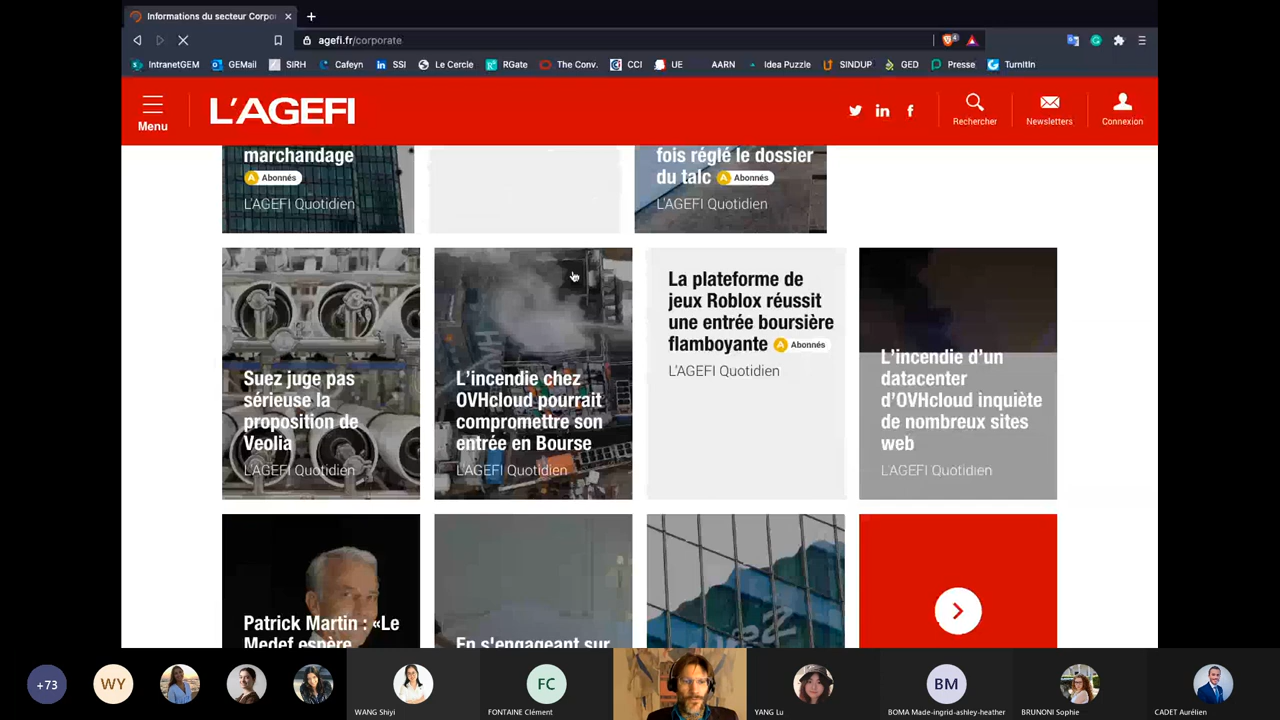 Informations du secteur Corpo
agefi.fr/corporate
4
IntranetGEM GEMail SIRH Cafeyn SSI Le Cercle RGate The Conv. CCI UE AARN Idea Puzzle SINDUP GED Presse TurnitIn
Menu
L'AGEFI
Rechercher
Newsletters
Connexion
marchandage
A Abonnés
L'AGEFI Quotidien
fois réglé le dossier
du talc A Abonnés
L'AGEFI Quotidien
Suez juge pas
sérieuse la
proposition de
Veolia
L'AGEFI Quotidien
L'incendie chez
OVHcloud pourrait
compromettre son
entrée en Bourse
L'AGEFI Quotidien
La plateforme de
jeux Roblox réussit
une entrée boursière
flamboyante A Abonnés
L'AGEFI Quotidien
L'incendie d'un
datacenter
d'OVHcloud inquiète
de nombreux sites
web
L'AGEFI Quotidien
Patrick Martin : «Le
Medef espère
En s'engageant sur
+73
WY
WANG Shiyi
FC
FONTAINE Clément
YANG Lu
BM
BOMA Made-ingrid-ashley-heather
BRUNONI Sophie
CADET Aurélien